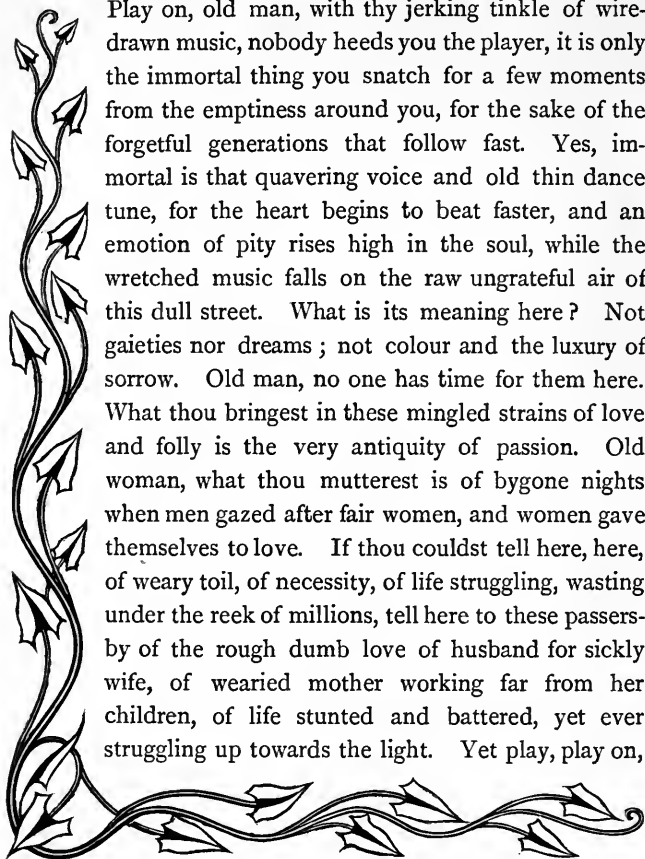 Play on, old man, with thy jerking tinkle of wire-
drawn music, nobody heeds you the player, it is only
the immortal thing you snatch for a few moments
from the emptiness around you, for the sake of the
forgetful generations that follow fast. Yes, im-
mortal is that quavering voice and old thin dance
tune, for the heart begins to beat faster, and an
emotion of pity rises high in the soul, while the
wretched music falls on the raw ungrateful air of
this dull street. What is its meaning here ? Not
gaieties nor dreams ; not colour and the luxury of
sorrow. Old man, no one has time for them here.
What thou bringest in these mingled strains of love
and folly is the very antiquity of passion. Old
woman, what thou mutterest is of bygone nights
when men gazed after fair women, and women gave
themselves to love. If thou couldst tell here, here,
of weary toil, of necessity, of life struggling, wasting
under the reek of millions, tell here to these passers-
by of the rough dumb love of husband for sickly
wife, of wearied mother working far from her
children, of life stunted and battered, yet ever
struggling up towards the light. Yet play, play on,